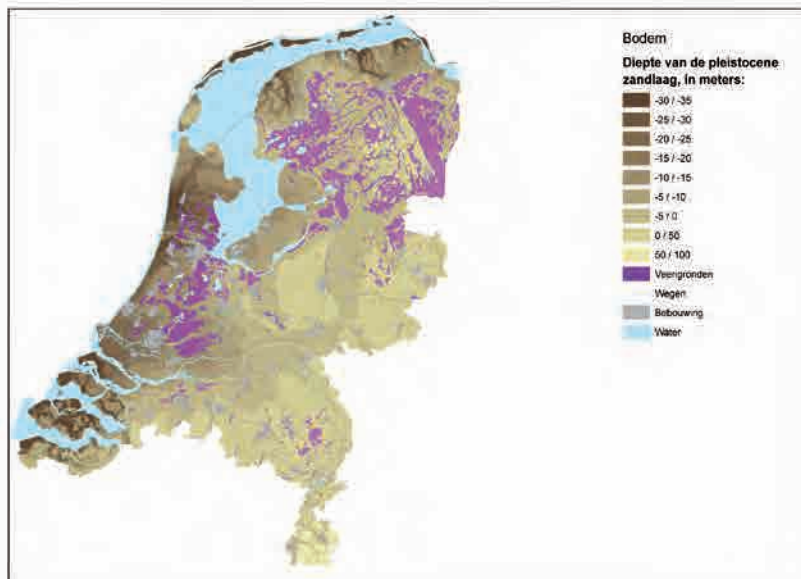 Bodem
Diepte van de pleistocene
zandlaag, in meters:
-30 / -35
-25 / -30
-20 / -25
-15 / -20
-10 / -15
-5 / -10
-5 / 0
0 / 50
50 / 100
Veengronden
Wegen
Bebouwing
Water